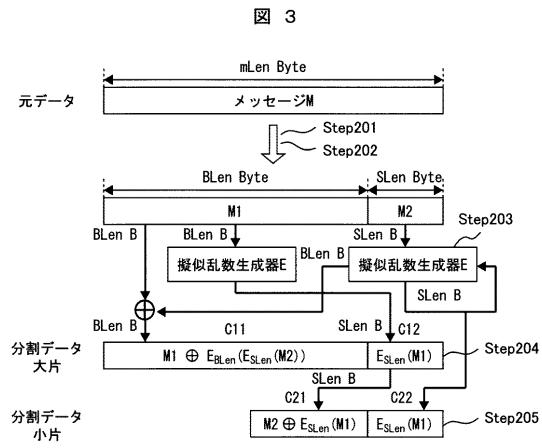 図 3
mLen Byte
元データ
メッセージM
Step201
Step202
BLen Byte
SLen Byte
M1
M2
Step203
BLen B
BLen B
BLen B
SLen B
擬似乱数生成器E
擬似乱数生成器E
SLen B
BLen B
C11
SLen B
C12
分割データ
大片
M1 ⊕ E_BLen(E_SLen(M2))
E_SLen(M1)
Step204
SLen B
C21
C22
分割データ
小片
M2 ⊕ E_SLen(M1)
E_SLen(M1)
Step205